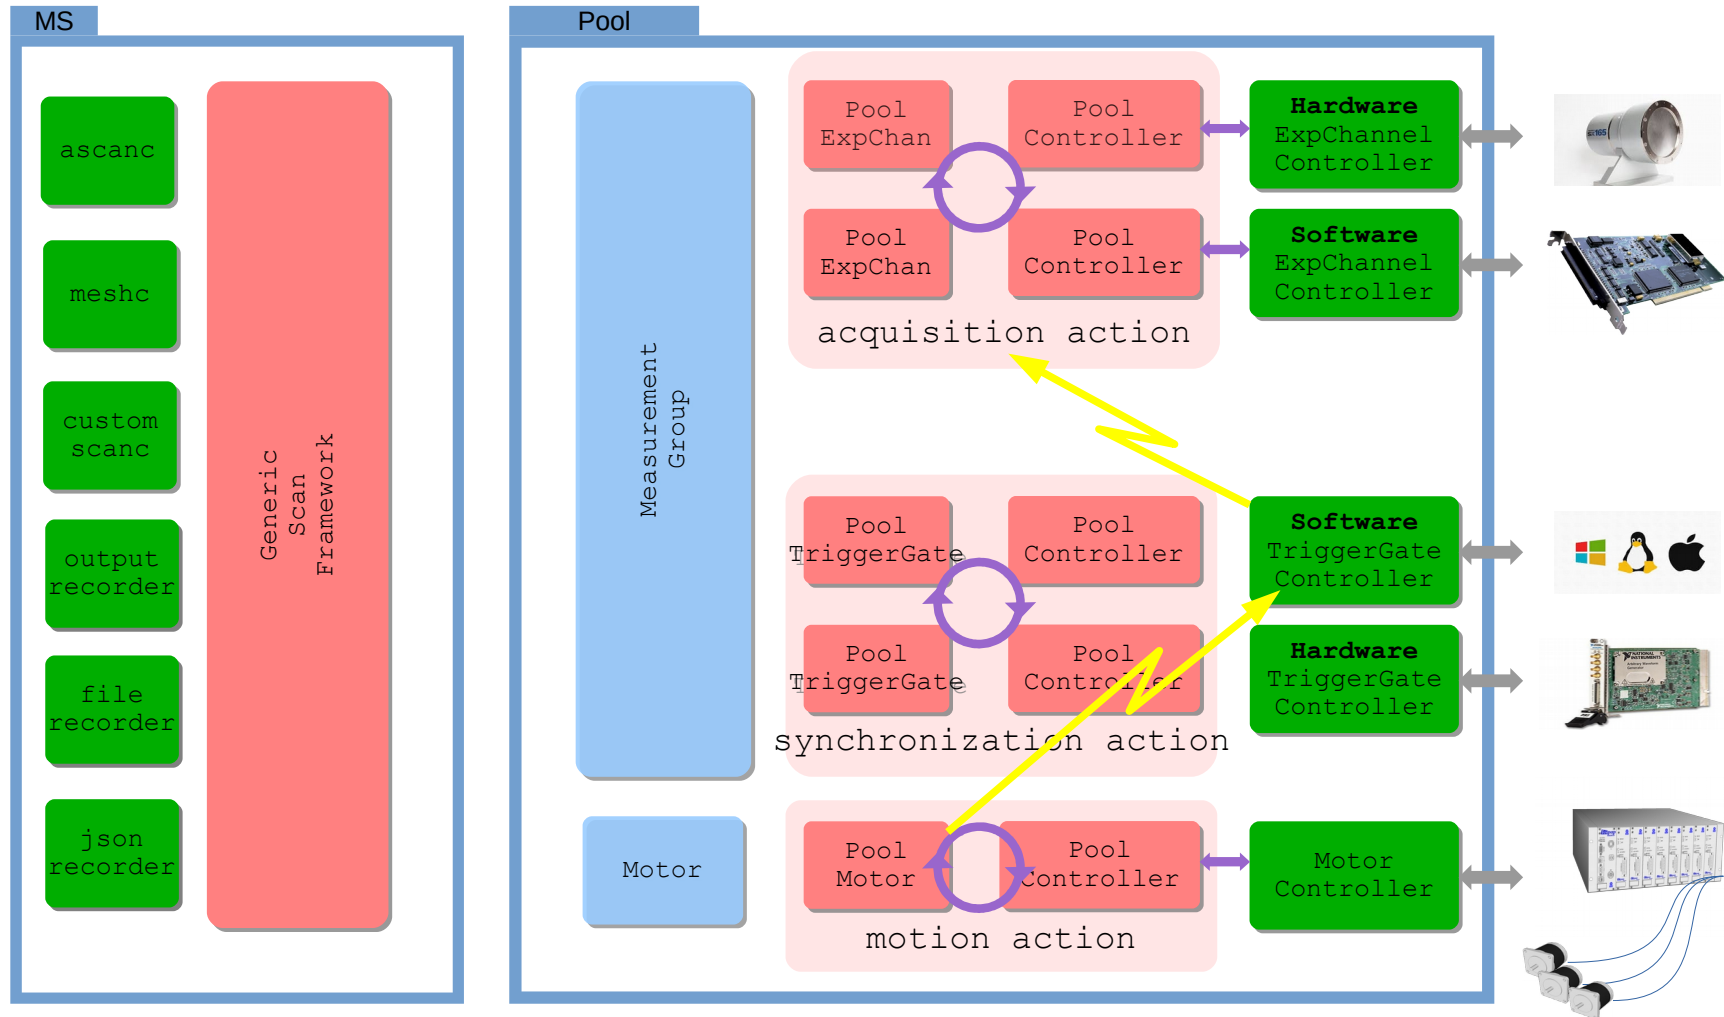 MS
Pool
ascanc
meshc
custom
scanc
output
recorder
file
recorder
json
recorder
Generic
Scan
Framework
Measurement
Group
Motor
Pool
ExpChan
Pool
Controller
Pool
ExpChan
Pool
Controller
acquisition action
Pool
TriggerGate
Pool
Controller
Pool
TriggerGate
Pool
Controller
synchronization action
Pool
Motor
Pool
Controller
motion action
Hardware
ExpChannel
Controller
Software
ExpChannel
Controller
Software
TriggerGate
Controller
Hardware
TriggerGate
Controller
Motor
Controller
NATIONAL
INSTRUMENTS